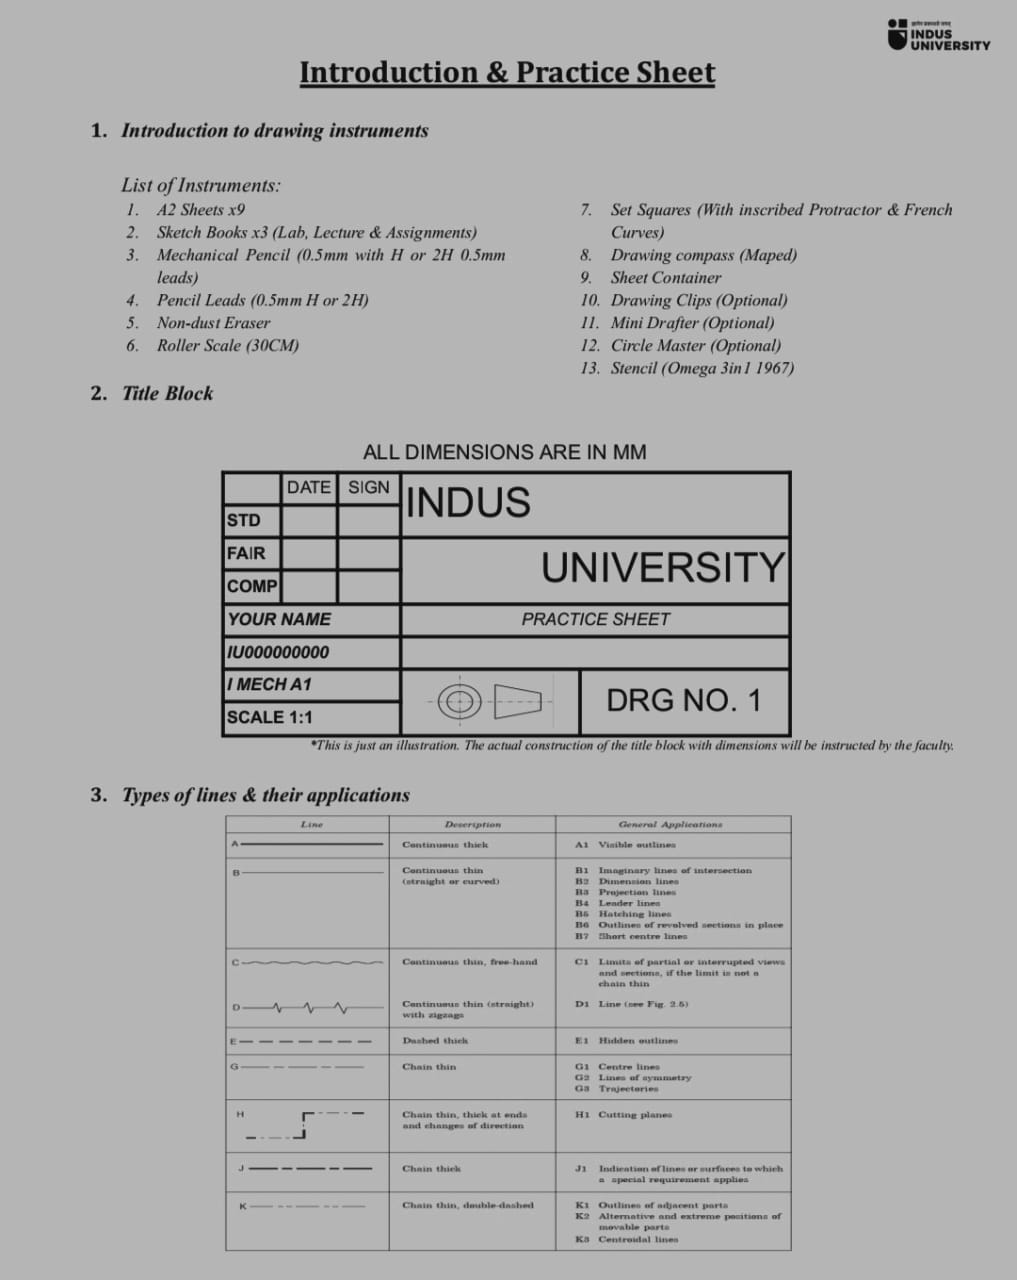 INDUS
UNIVERSITY
Introduction & Practice Sheet
1. Introduction to drawing instruments
List of Instruments:
1. A2 Sheets x9
2. Sketch Books x3 (Lab, Lecture & Assignments)
3. Mechanical Pencil (0.5mm with H or 2H 0.5mm
leads)
4. Pencil Leads (0.5mm H or 2H)
5. Non-dust Eraser
6. Roller Scale (30CM)
7. Set Squares (With inscribed Protractor & French
Curves)
8. Drawing compass (Maped)
9. Sheet Container
10. Drawing Clips (Optional)
11. Mini Drafter (Optional)
12. Circle Master (Optional)
13. Stencil (Omega 3in1 1967)
2. Title Block
ALL DIMENSIONS ARE IN MM
DATE SIGN
STD
FAIR
COMP
INDUS
UNIVERSITY
YOUR NAME
PRACTICE SHEET
IU000000000
I MECH A1
SCALE 1:1
DRG NO. 1
*This is just an illustration. The actual construction of the title block with dimensions will be instructed by the faculty.
3. Types of lines & their applications
Line Description General Applications
A Continuous thick A1 Visible outlines
B Continuous thin B1 Imaginary lines of intersection
(straight or curved) B2 Dimension lines
B3 Projection lines
B4 Leader lines
B5 Hatching lines
B6 Outlines of revolved sections in place
B7 Short centre lines
C Continuous thin, free-hand C1 Limits of partial or interrupted views
and sections, if the limit is not a
chain thin
D Continuous thin (straight) D1 Line (see Fig. 2.5)
with zigzags
E Dashed thick E1 Hidden outlines
G Chain thin G1 Centre lines
G2 Lines of symmetry
G3 Trajectories
H Chain thin, thick at ends H1 Cutting planes
and changes of direction
J Chain thick J1 Indication of lines or surfaces to which
a special requirement applies
K Chain thin, double-dashed K1 Outlines of adjacent parts
K2 Alternative and extreme positions of
movable parts
K3 Centroidal lines